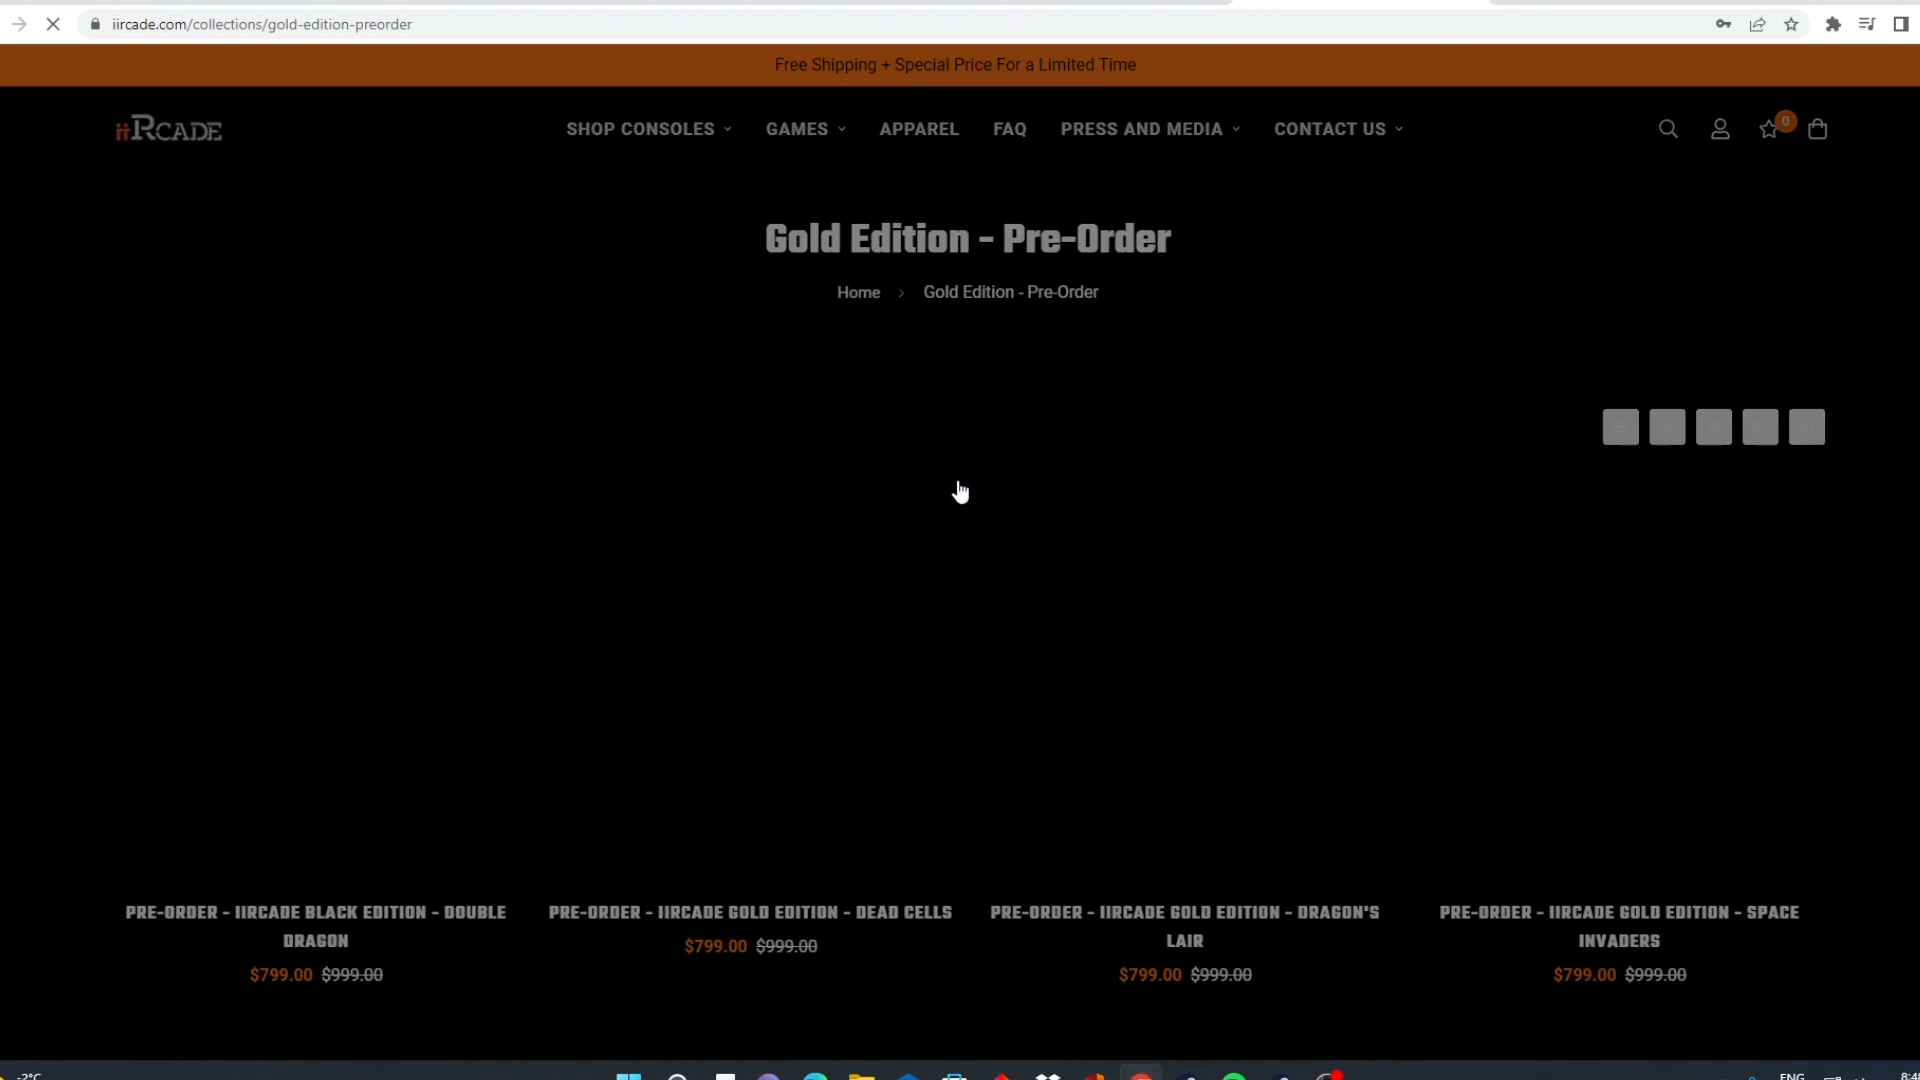 iircade.com/collections/gold-edition-preorder
Free Shipping + Special Price For a Limited Time
iiRCADE
SHOP CONSOLES
GAMES
APPAREL
FAQ
PRESS AND MEDIA
CONTACT US
0
Gold Edition - Pre-Order
Home > Gold Edition - Pre-Order
PRE-ORDER - IIRCADE BLACK EDITION - DOUBLE
DRAGON
$799.00 $999.00
PRE-ORDER - IIRCADE GOLD EDITION - DEAD CELLS
$799.00 $999.00
PRE-ORDER - IIRCADE GOLD EDITION - DRAGON'S
LAIR
$799.00 $999.00
PRE-ORDER - IIRCADE GOLD EDITION - SPACE
INVADERS
$799.00 $999.00
-2°C
ENG